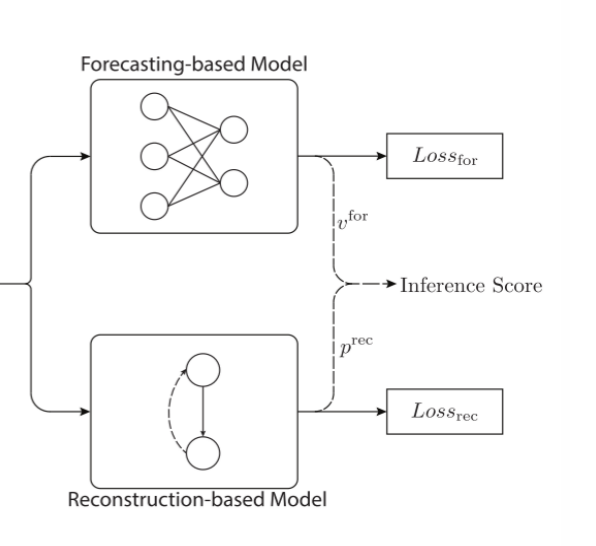 Forecasting-based Model
Loss_for
v^for
Inference Score
p^rec
Loss_rec
Reconstruction-based Model